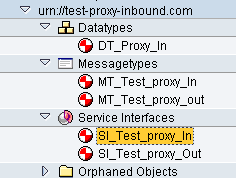 urn://test-proxy-inbound.com
Datatypes
DT_Proxy_In
Messagetypes
MT_Test_proxy_In
MT_Test_proxy_out
Service Interfaces
SI_Test_proxy_In
SI_Test_proxy_Out
Orphaned Objects